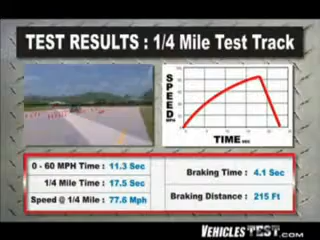 TEST RESULTS : 1/4 Mile Test Track
SPEED
MPH
TIME SEC
0 - 60 MPH Time : 11.3 Sec
1/4 Mile Time : 17.5 Sec
Speed @ 1/4 Mile : 77.6 Mph
Braking Time : 4.1 Sec
Braking Distance : 215 Ft
VEHICLESTEST.COM